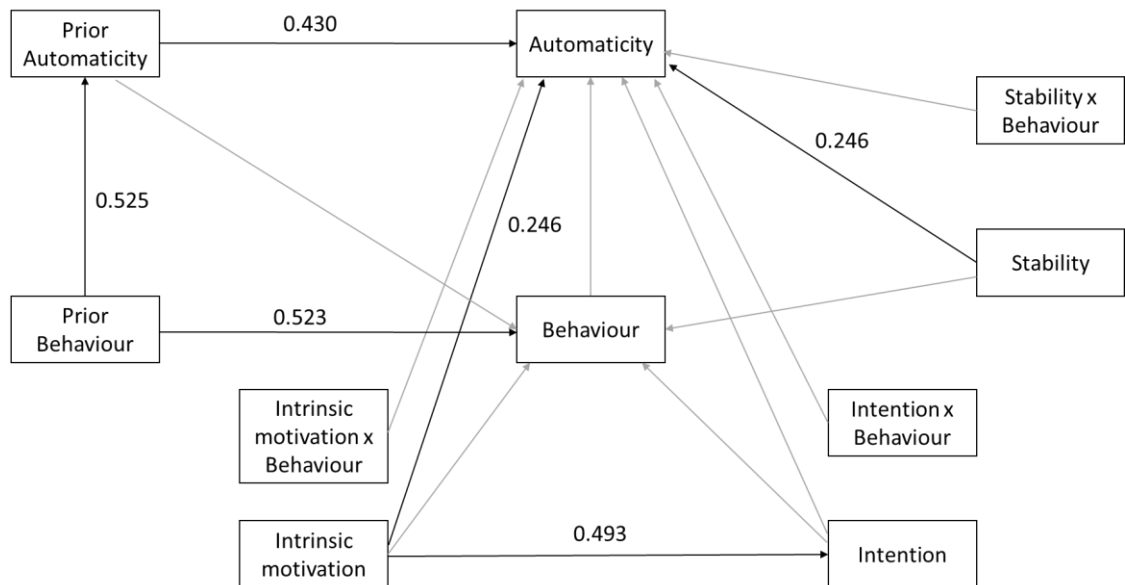 Prior
Automaticity
0.430
Automaticity
Stability x
Behaviour
0.246
0.525
0.246
Stability
Prior
Behaviour
0.523
Behaviour
Intrinsic
motivation x
Behaviour
Intention x
Behaviour
Intrinsic
motivation
0.493
Intention